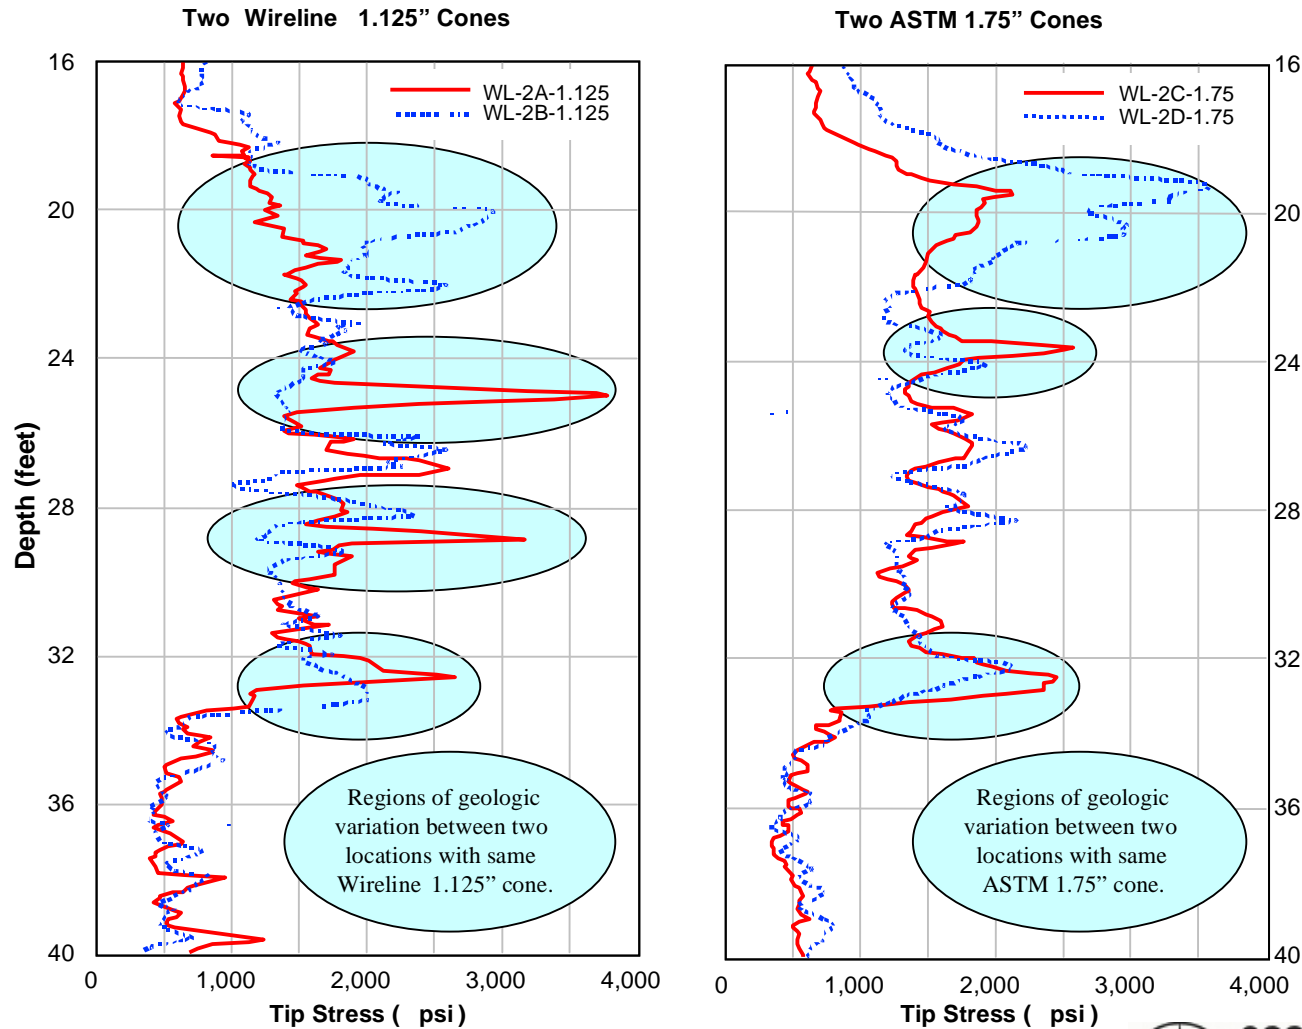 Two Wireline 1.125” Cones
Two ASTM 1.75” Cones
16
20
24
28
32
36
40
Depth (feet)
WL-2A-1.125
WL-2B-1.125
Regions of geologic
variation between two
locations with same
Wireline 1.125” cone.
0
1,000
2,000
3,000
4,000
Tip Stress ( psi )
WL-2C-1.75
WL-2D-1.75
16
20
24
28
32
36
40
Regions of geologic
variation between two
locations with same
ASTM 1.75” cone.
0
1,000
2,000
3,000
4,000
Tip Stress ( psi )